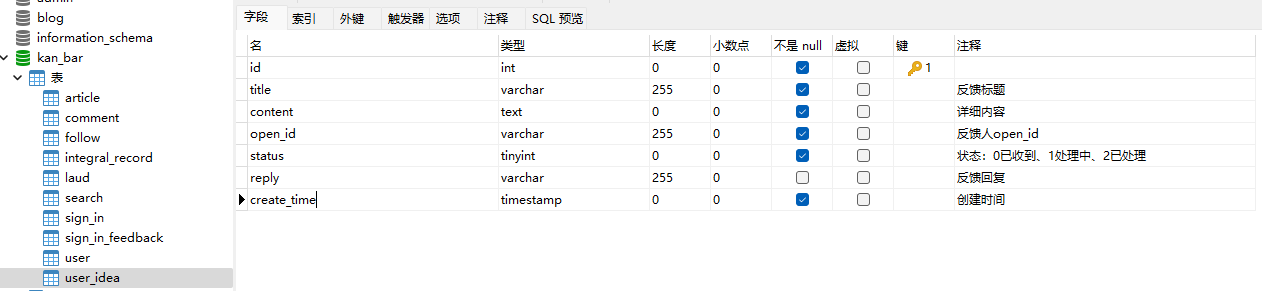 admin
blog
information_schema
kan_bar
表
article
comment
follow
integral_record
laud
search
sign_in
sign_in_feedback
user
user_idea
字段 索引 外键 触发器 选项 注释 SQL 预览
名 类型 长度 小数点 不是 null 虚拟 键 注释
id int 0 0 1
title varchar 255 0 反馈标题
content text 0 0 详细内容
open_id varchar 255 0 反馈人open_id
status tinyint 0 0 状态：0已收到、1处理中、2已处理
reply varchar 255 0 反馈回复
create_time timestamp 0 0 创建时间